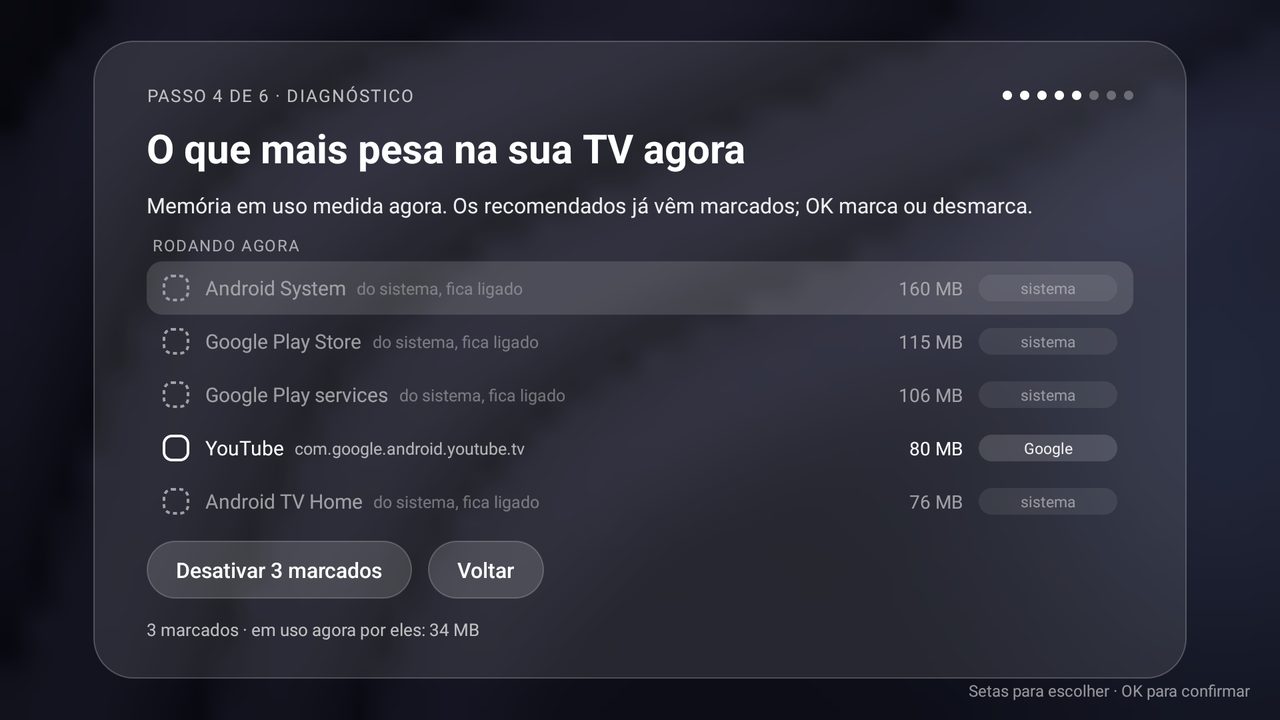 PASSO 4 DE 6 · DIAGNÓSTICO
O que mais pesa na sua TV agora
Memória em uso medida agora. Os recomendados já vêm marcados; OK marca ou desmarca.
RODANDO AGORA
Android System do sistema, fica ligado 160 MB sistema
Google Play Store do sistema, fica ligado 115 MB sistema
Google Play services do sistema, fica ligado 106 MB sistema
YouTube com.google.android.youtube.tv 80 MB Google
Android TV Home do sistema, fica ligado 76 MB sistema
Desativar 3 marcados Voltar
3 marcados · em uso agora por eles: 34 MB
Setas para escolher · OK para confirmar